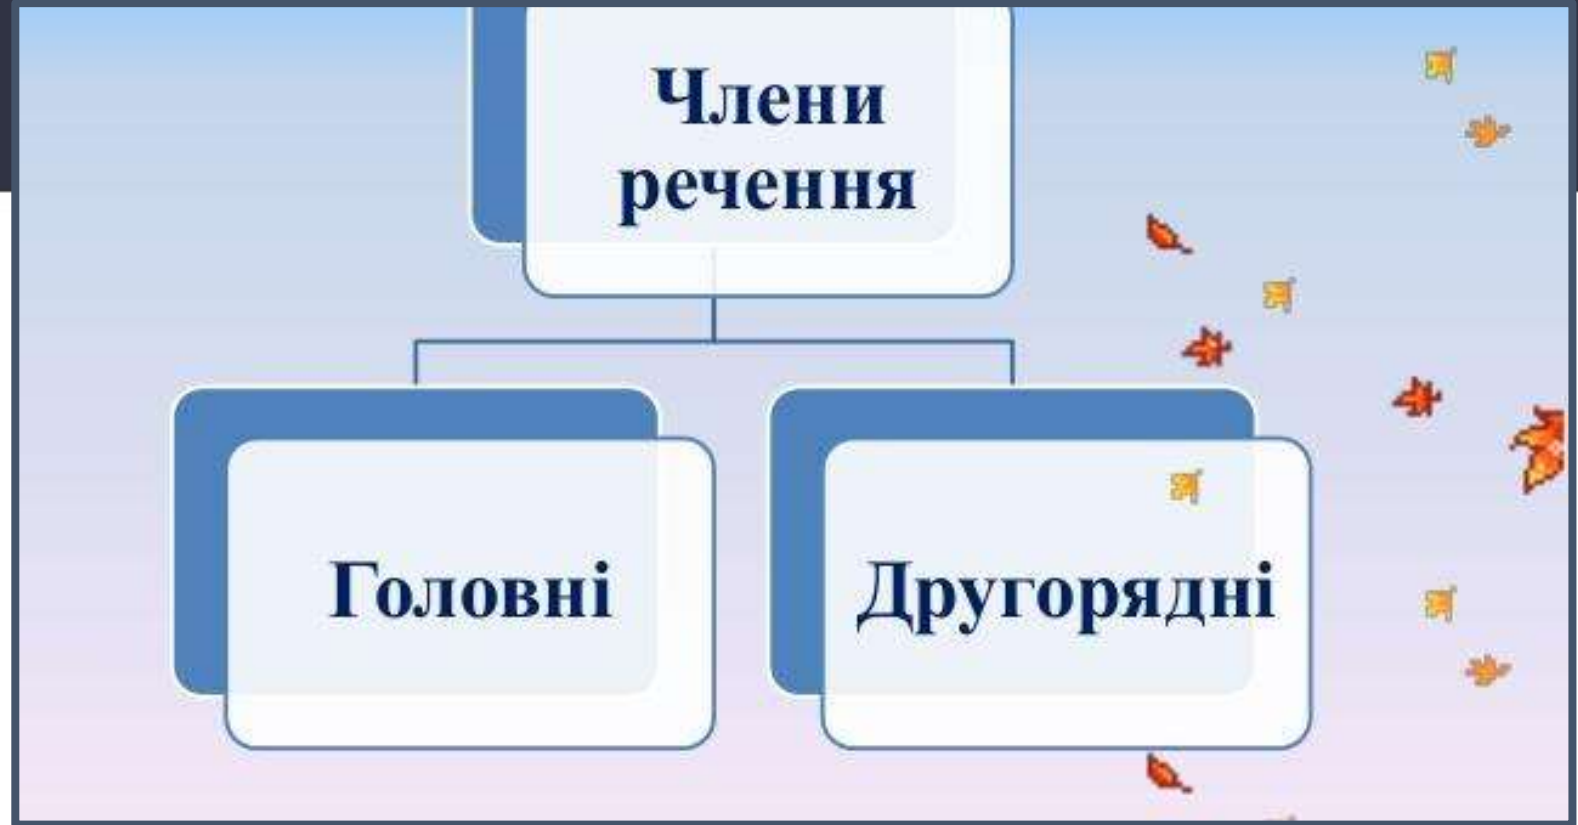 Члени
речення
Головні
Другорядні